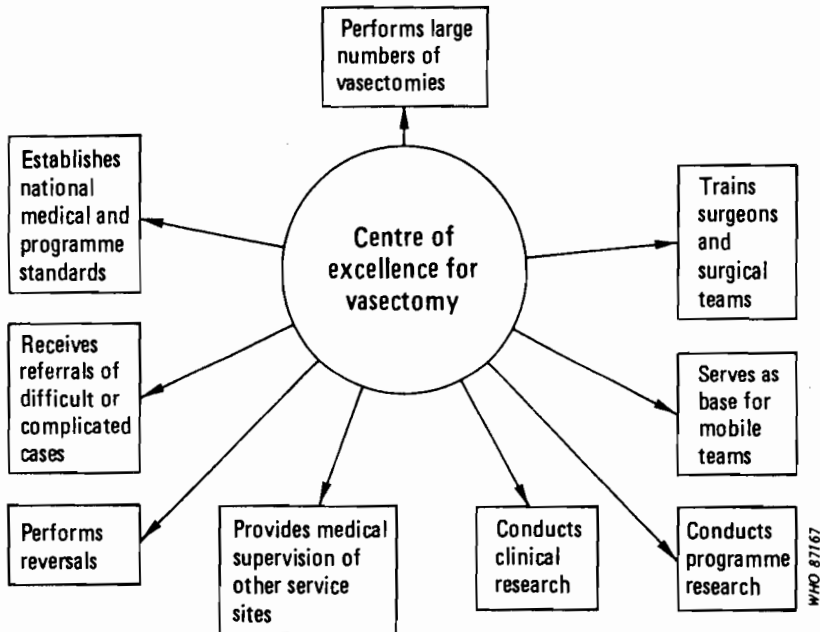 Performs large
numbers of
vasectomies
Establishes
national
medical and
programme
standards
Centre of
excellence for
vasectomy
Trains
surgeons
and
surgical
teams
Receives
referrals of
difficult or
complicated
cases
Serves as
base for
mobile
teams
Performs
reversals
Provides medical
supervision of
other service
sites
Conducts
clinical
research
Conducts
programme
research
WHO 87167